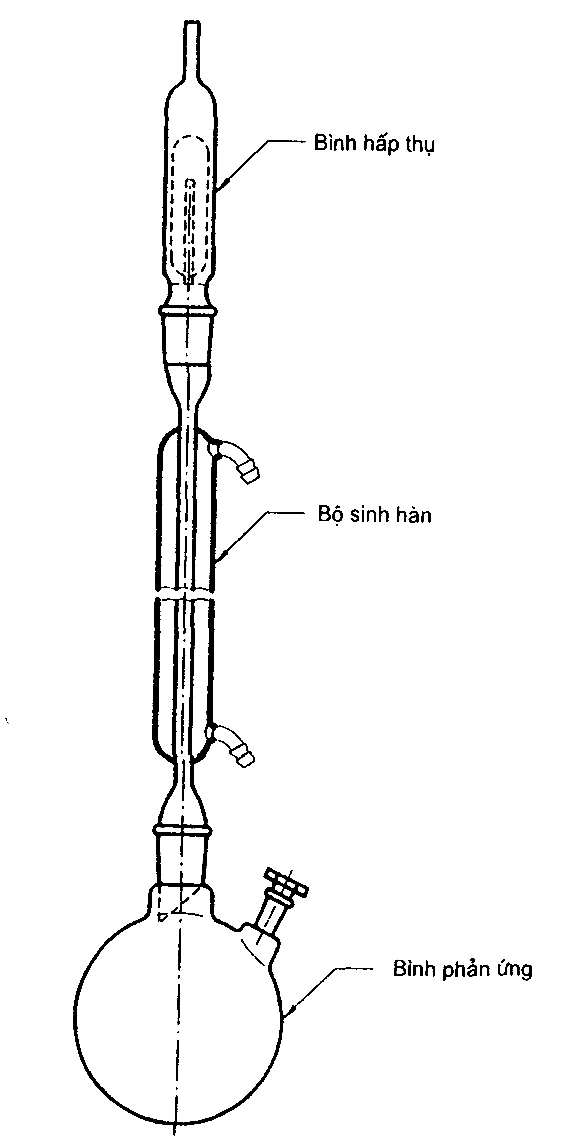 Bình hấp thụ
Bộ sinh hàn
Bình phản ứng